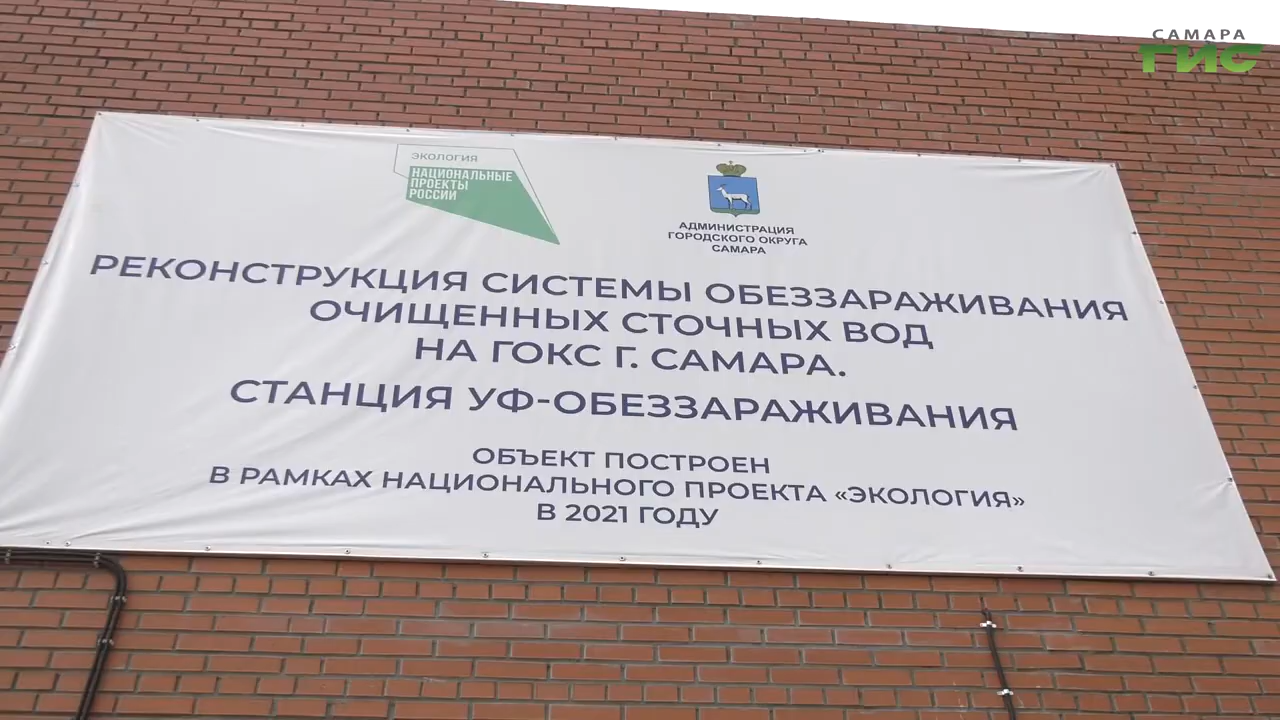 САМАРА
ГИС
ЭКОЛОГИЯ
НАЦИОНАЛЬНЫЕ
ПРОЕКТЫ
РОССИИ
АДМИНИСТРАЦИЯ
ГОРОДСКОГО ОКРУГА
САМАРА
РЕКОНСТРУКЦИЯ СИСТЕМЫ ОБЕЗЗАРАЖИВАНИЯ
ОЧИЩЕННЫХ СТОЧНЫХ ВОД
НА ГОКС Г. САМАРА.
СТАНЦИЯ УФ-ОБЕЗЗАРАЖИВАНИЯ
ОБЪЕКТ ПОСТРОЕН
В РАМКАХ НАЦИОНАЛЬНОГО ПРОЕКТА «ЭКОЛОГИЯ»
В 2021 ГОДУ